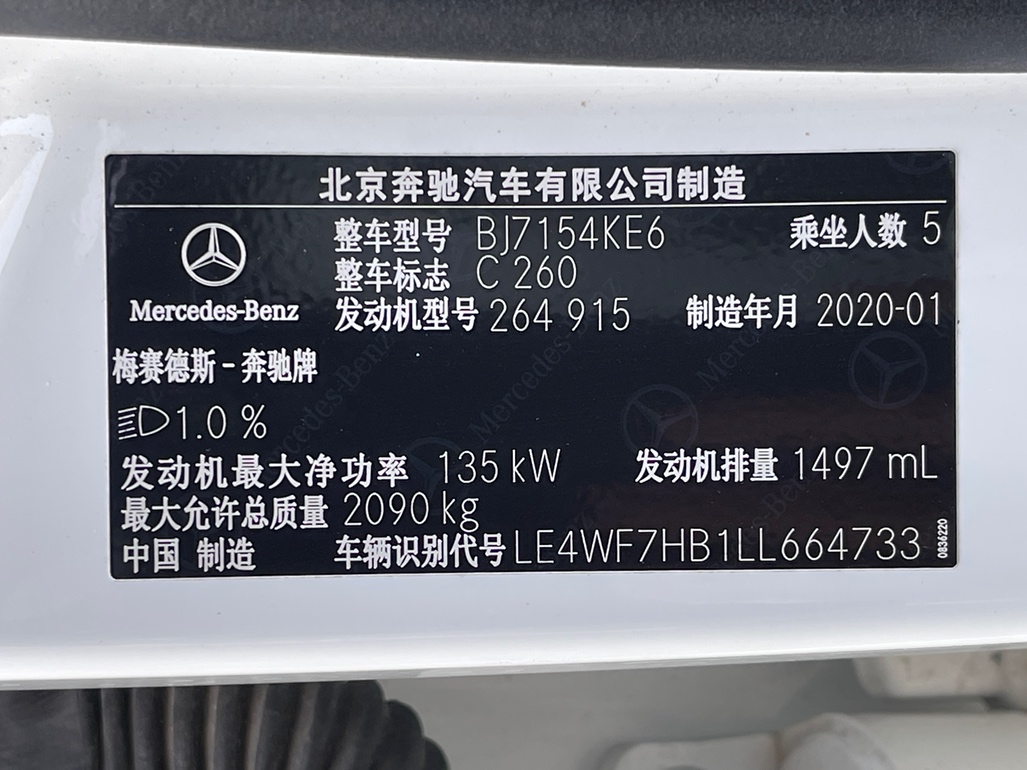 北京奔驰汽车有限公司制造
整车型号 BJ7154KE6 乘坐人数 5
整车标志 C 260
Mercedes-Benz
发动机型号 264 915 制造年月 2020-01
梅赛德斯-奔驰牌
1.0 %
发动机最大净功率 135 kW 发动机排量 1497 mL
最大允许总质量 2090 kg
中国 制造 车辆识别代号 LE4WF7HB1LL664733
0836220